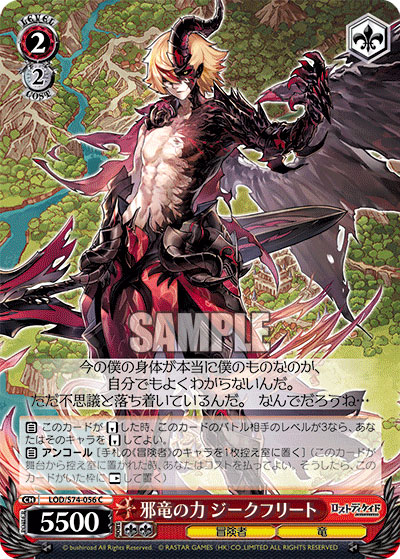 LEVEL
2
2
COST
SAMPLE
今の僕の身体が本当に僕のものなのか、
自分でもよくわからないんだ。
ただ不思議と落ち着いているんだ。 なんでだろうね…
自 このカードが した時、このカードのバトル相手のレベルが3なら、あ
なたはそのキャラを してよい。
自 アンコール [手札の《冒険者》のキャラを1枚控え室に置く] (このカードが
舞台から控え室に置かれた時、あなたはコストを払ってよい。そうしたら、この
カードがいた枠に として置く)
CH
LOD/S74-056 C
5500
邪竜の力 ジークフリート
冒険者
竜
ロストディケイド
© bushiroad All Rights Reserved. © RASTAR GAMES (HK) CO.,LIMITED ALL RIGHTS RESERVED.